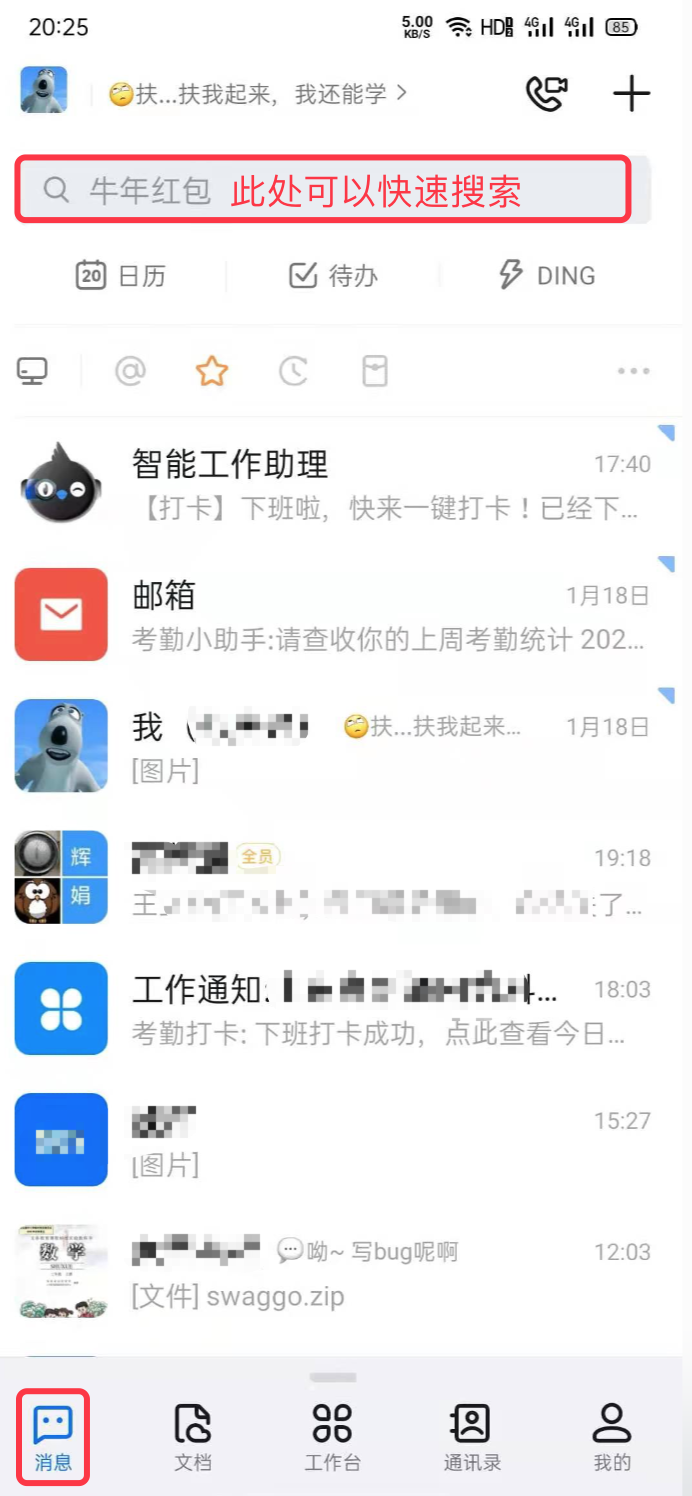 20:25
5.00 KB/S HD 4G 4G 85
扶...扶我起来，我还能学
牛年红包 此处可以快速搜索
20 日历 待办 DING
智能工作助理 17:40
【打卡】下班啦，快来一键打卡！已经下...
邮箱 1月18日
考勤小助手:请查收你的上周考勤统计 202...
我 （ 扶...扶我起来... 1月18日
[图片]
辉
全员 19:18
娟
王 了...
工作通知: 科... 18:03
考勤打卡: 下班打卡成功，点此查看今日...
15:27
[图片]
数学
呦~ 写bug呢啊 12:03
[文件] swaggo.zip
消息 文档 工作台 通讯录 我的